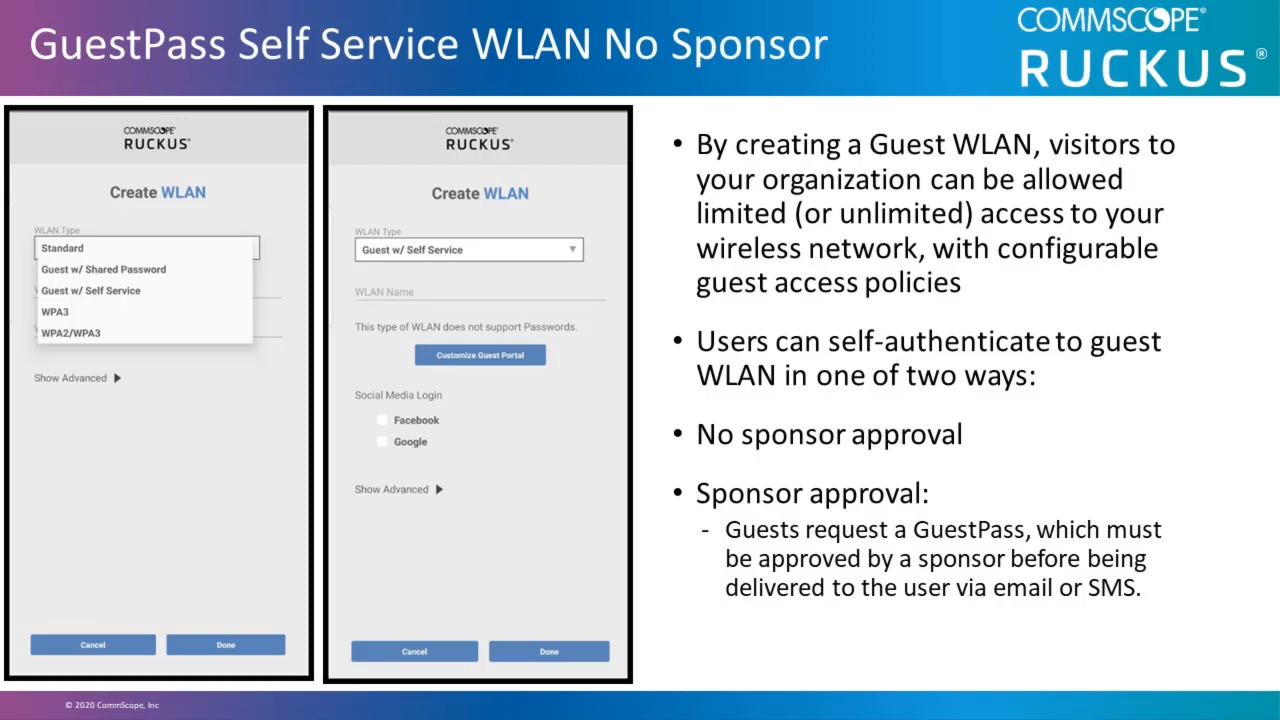 GuestPass Self Service WLAN No Sponsor
COMMSCOPE®
RUCKUS®
COMMSCOPE®
RUCKUS®
Create WLAN
WLAN Type
Standard
Guest w/ Shared Password
Guest w/ Self Service
WPA3
WPA2/WPA3
Show Advanced
Cancel
Done
COMMSCOPE®
RUCKUS®
Create WLAN
WLAN Type
Guest w/ Self Service
WLAN Name
This type of WLAN does not support Passwords.
Customize Guest Portal
Social Media Login
Facebook
Google
Show Advanced
Cancel
Done
• By creating a Guest WLAN, visitors to
your organization can be allowed
limited (or unlimited) access to your
wireless network, with configurable
guest access policies
• Users can self-authenticate to guest
WLAN in one of two ways:
• No sponsor approval
• Sponsor approval:
- Guests request a GuestPass, which must
be approved by a sponsor before being
delivered to the user via email or SMS.
© 2020 CommScope, Inc